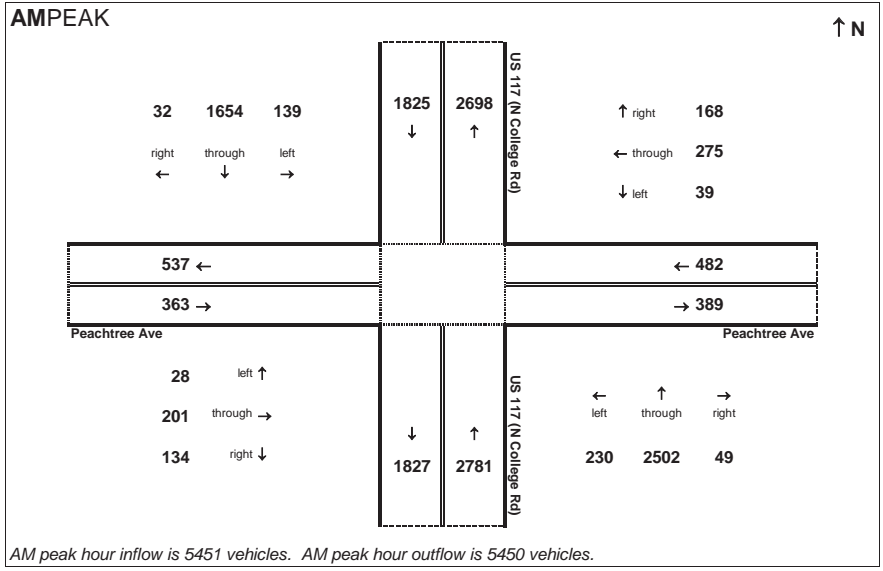 AMPEAK
↑ N
32 1654 139
right through left
← ↓ →
1825 2698
↓ ↑
US 117 (N College Rd)
↑ right 168
← through 275
↓ left 39
537 ←
363 →
← 482
→ 389
Peachtree Ave
Peachtree Ave
28 left ↑
201 through →
134 right ↓
↓ ↑
1827 2781
US 117 (N College Rd)
← ↑ →
left through right
230 2502 49
AM peak hour inflow is 5451 vehicles. AM peak hour outflow is 5450 vehicles.